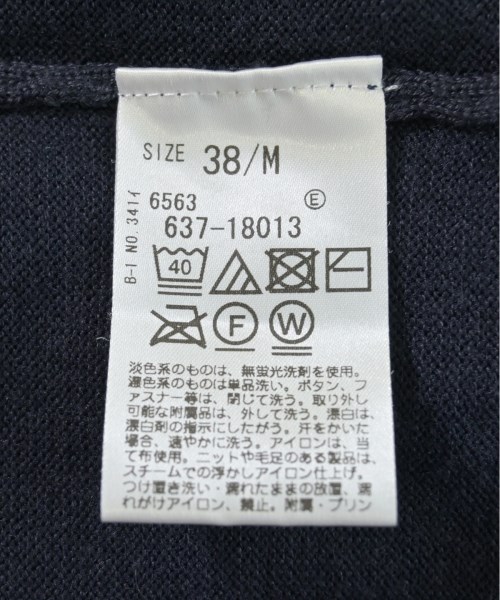 SIZE 38/M
B-1 NO. 341イ
6563 E
637-18013
40
F W
淡色系のものは、無蛍光洗剤を使用。
濃色系のものは単品洗い。ボタン、フ
ァスナー等は、閉じて洗う。取り外し
可能な附属品は、外して洗う。漂白は、
漂白剤の指示にしたがう。汗をかいた
場合、速やかに洗う。アイロンは、当
て布使用。ニットや毛足のある製品は、
スチームでの浮かしアイロン仕上げ。
つけ置き洗い・濡れたままの放置、濡
れがけアイロン、禁止。附属・プリン